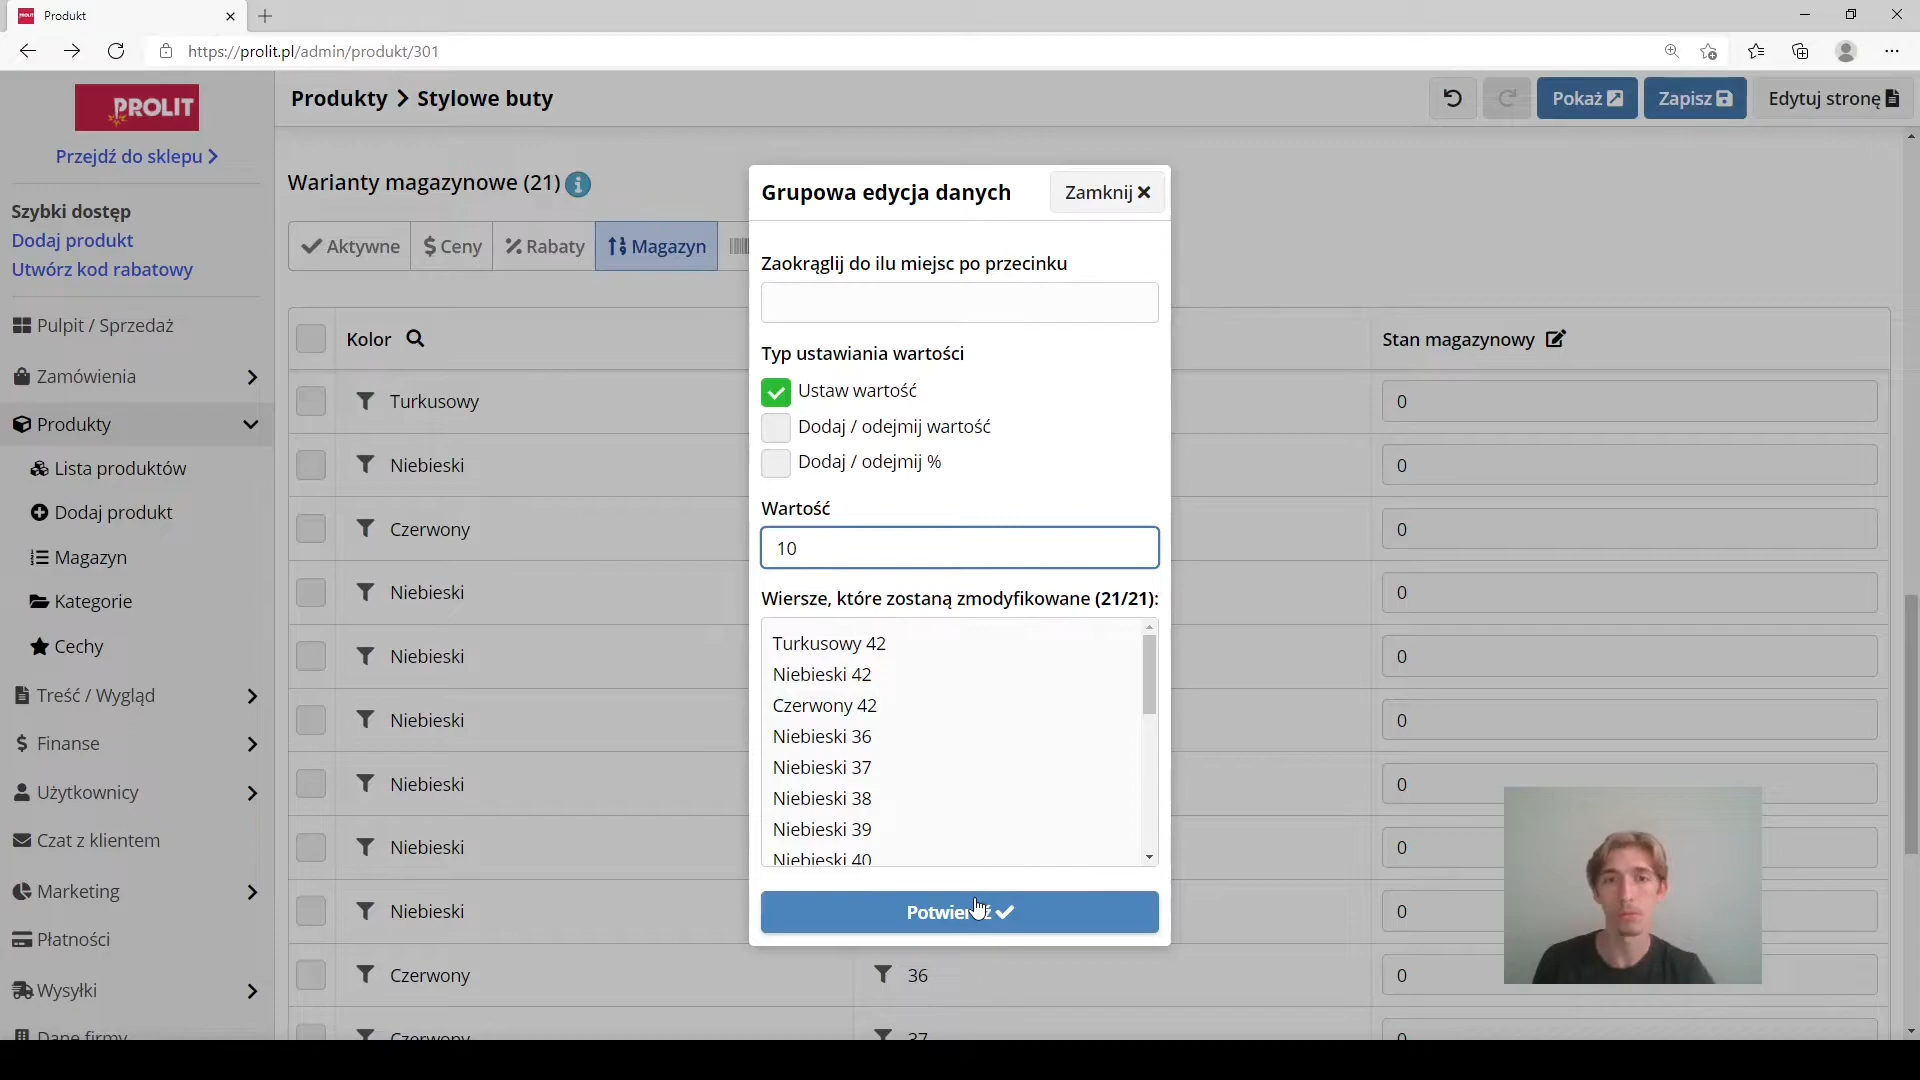 Produkt
https://prolit.pl/admin/produkt/301
PROLIT
Przejdź do sklepu
Szybki dostęp
Dodaj produkt
Utwórz kod rabatowy
Pulpit / Sprzedaż
Zamówienia
Produkty
Lista produktów
Dodaj produkt
Magazyn
Kategorie
Cechy
Treść / Wygląd
Finanse
Użytkownicy
Czat z klientem
Marketing
Płatności
Wysyłki
Dane firmy
Produkty > Stylowe buty
Pokaż
Zapisz
Edytuj stronę
Warianty magazynowe (21)
Aktywne
$ Ceny
% Rabaty
Magazyn
Kolor
Stan magazynowy
Turkusowy
0
Niebieski
0
Czerwony
0
Niebieski
0
Niebieski
0
Niebieski
0
Niebieski
0
Niebieski
0
Niebieski
0
Czerwony
36
0
Czerwony
37
0
Grupowa edycja danych
Zamknij
Zaokrąglij do ilu miejsc po przecinku
Typ ustawiania wartości
Ustaw wartość
Dodaj / odejmij wartość
Dodaj / odejmij %
Wartość
10
Wiersze, które zostaną zmodyfikowane (21/21):
Turkusowy 42
Niebieski 42
Czerwony 42
Niebieski 36
Niebieski 37
Niebieski 38
Niebieski 39
Niebieski 40
Potwierdź